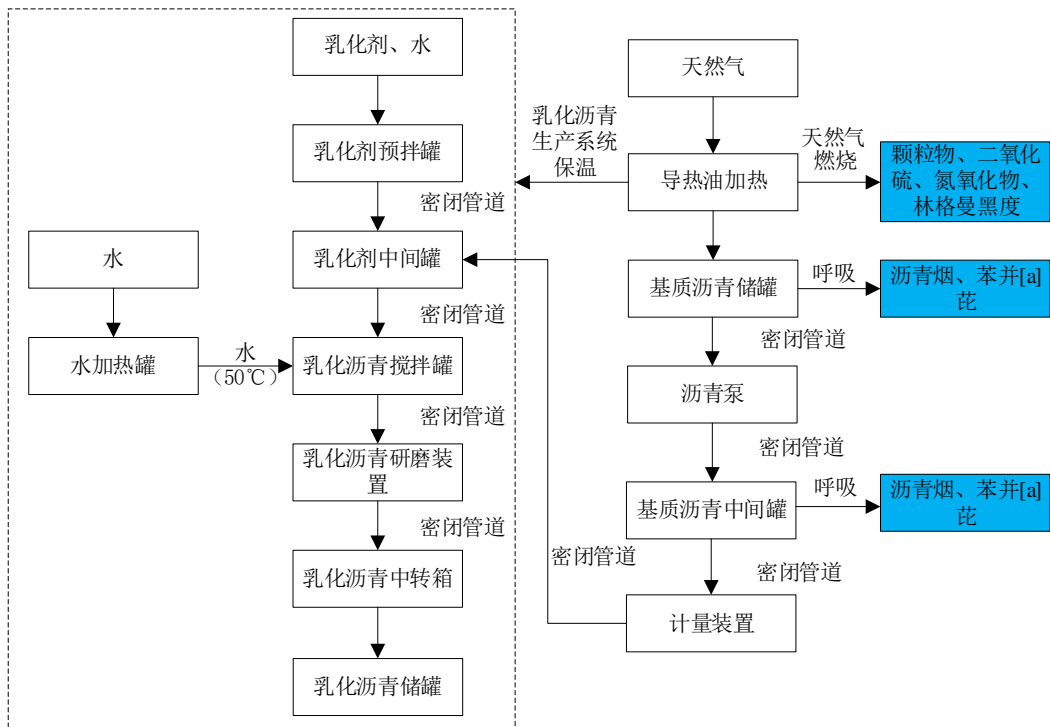 乳化剂、水
乳化剂预拌罐
密闭管道
乳化剂中间罐
密闭管道
水
水加热罐
水
（50℃）
乳化沥青搅拌罐
密闭管道
乳化沥青研磨装
置
密闭管道
乳化沥青中转箱
乳化沥青储罐
天然气
乳化沥青
生产系统
保温
导热油加热
天然气
燃烧
颗粒物、二氧化
硫、氮氧化物、
林格曼黑度
基质沥青储罐
呼吸
沥青烟、苯并[a]
芘
密闭管道
沥青泵
密闭管道
基质沥青中间罐
呼吸
沥青烟、苯并[a]
芘
密闭管道
密闭管道
计量装置